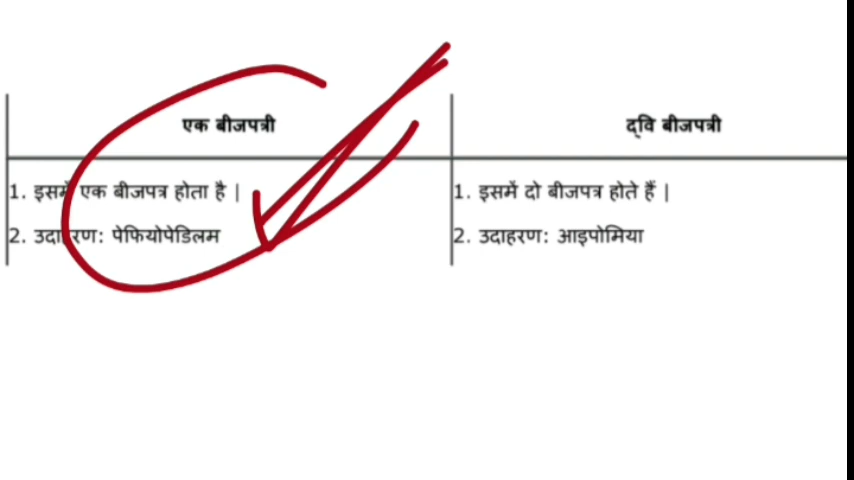 एक बीजपत्री
द्वि बीजपत्री
1. इसमें एक बीजपत्र होता है |
1. इसमें दो बीजपत्र होते हैं |
2. उदाहरण: पेफियोपेडिलम
2. उदाहरण: आइपोमिया